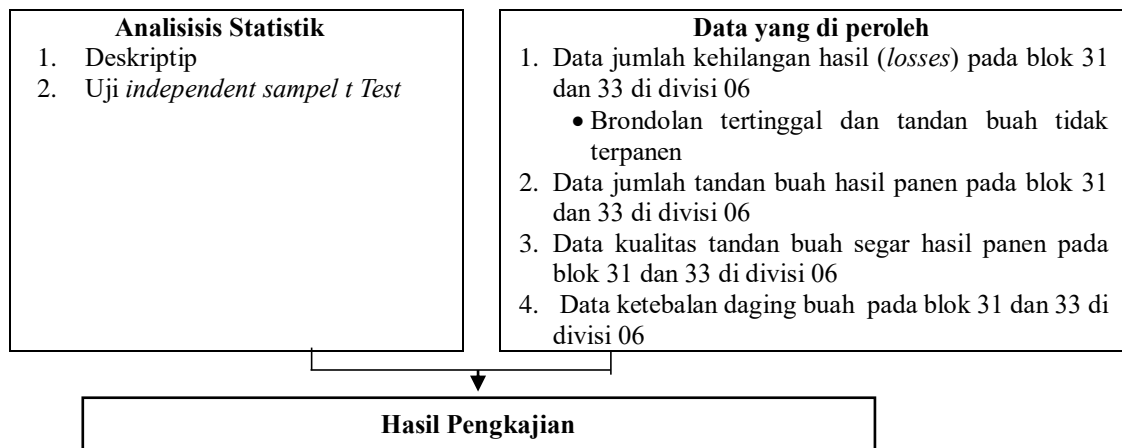 Analisisis Statistik
1. Deskriptip
2. Uji independent sampel t Test
Data yang di peroleh
1. Data jumlah kehilangan hasil (losses) pada blok 31
dan 33 di divisi 06
• Brondolan tertinggal dan tandan buah tidak
terpanen
2. Data jumlah tandan buah hasil panen pada blok 31
dan 33 di divisi 06
3. Data kualitas tandan buah segar hasil panen pada
blok 31 dan 33 di divisi 06
4. Data ketebalan daging buah pada blok 31 dan 33 di
divisi 06
Hasil Pengkajian